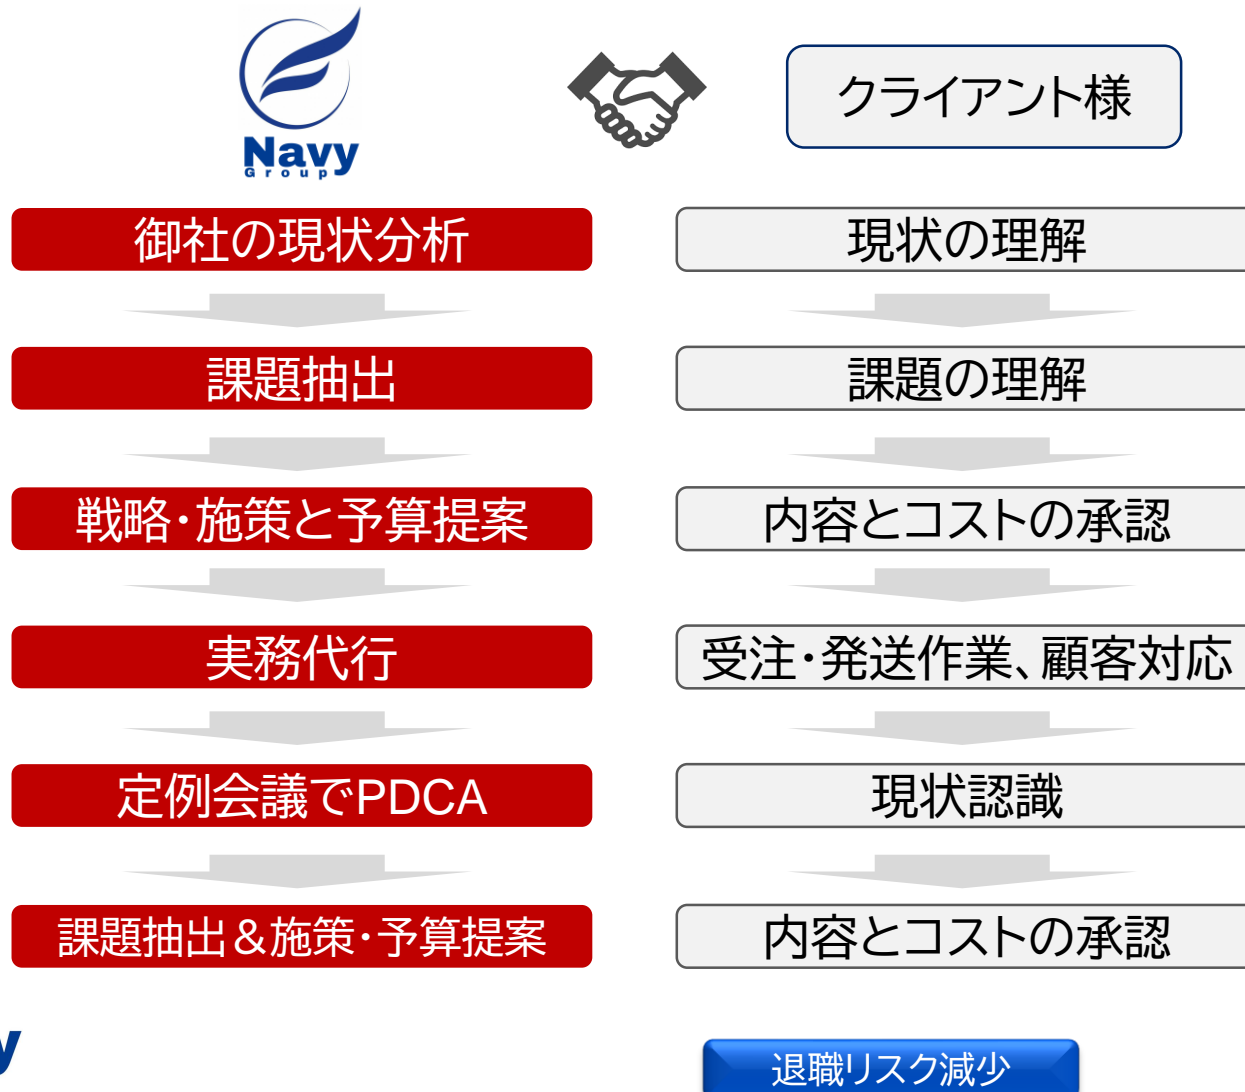 Navy
Group
クライアント様
御社の現状分析
現状の理解
課題抽出
課題の理解
戦略・施策と予算提案
内容とコストの承認
実務代行
受注・発送作業、顧客対応
定例会議でPDCA
現状認識
課題抽出＆施策・予算提案
内容とコストの承認
y
退職リスク減少